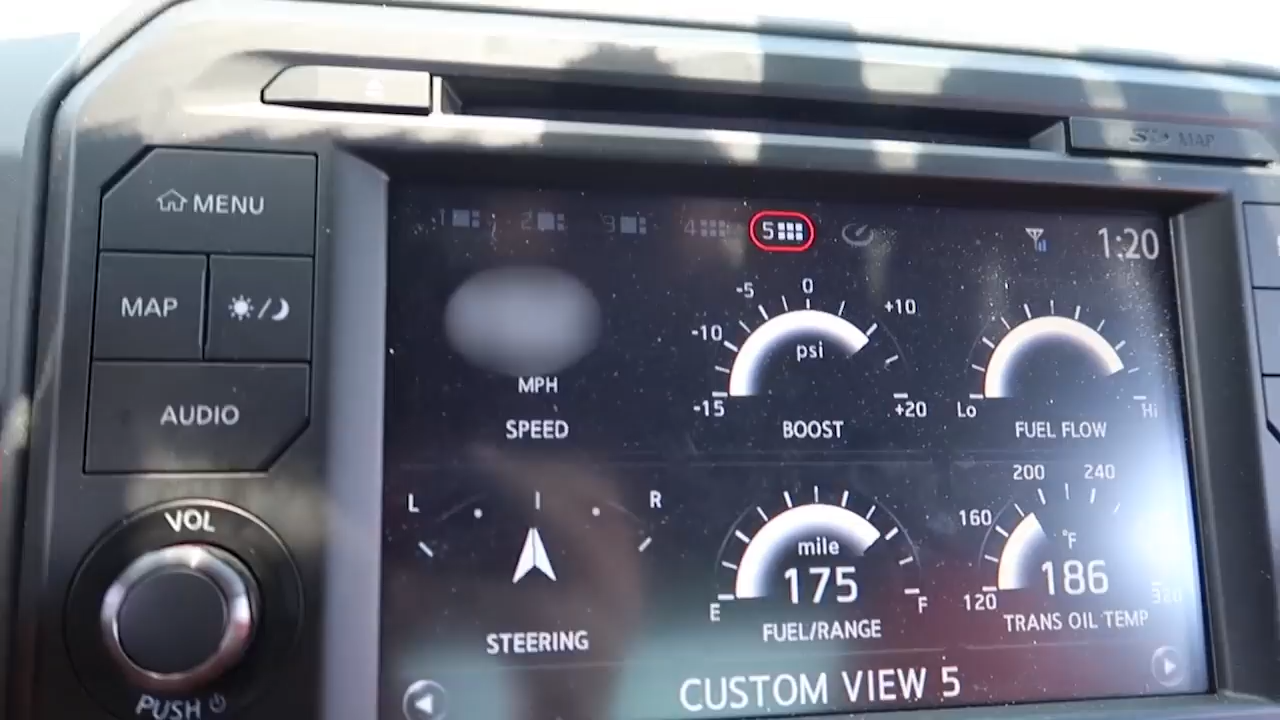 SD MAP
MENU
1 2 3 4 5 1:20
MAP
AUDIO
VOL
PUSH
MPH
SPEED
-15 -10 -5 0 +10 +20
psi
BOOST
Lo Hi
FUEL FLOW
L R
STEERING
E F
mile
175
FUEL/RANGE
120 160 200 240 320
°F
186
TRANS OIL TEMP
CUSTOM VIEW 5